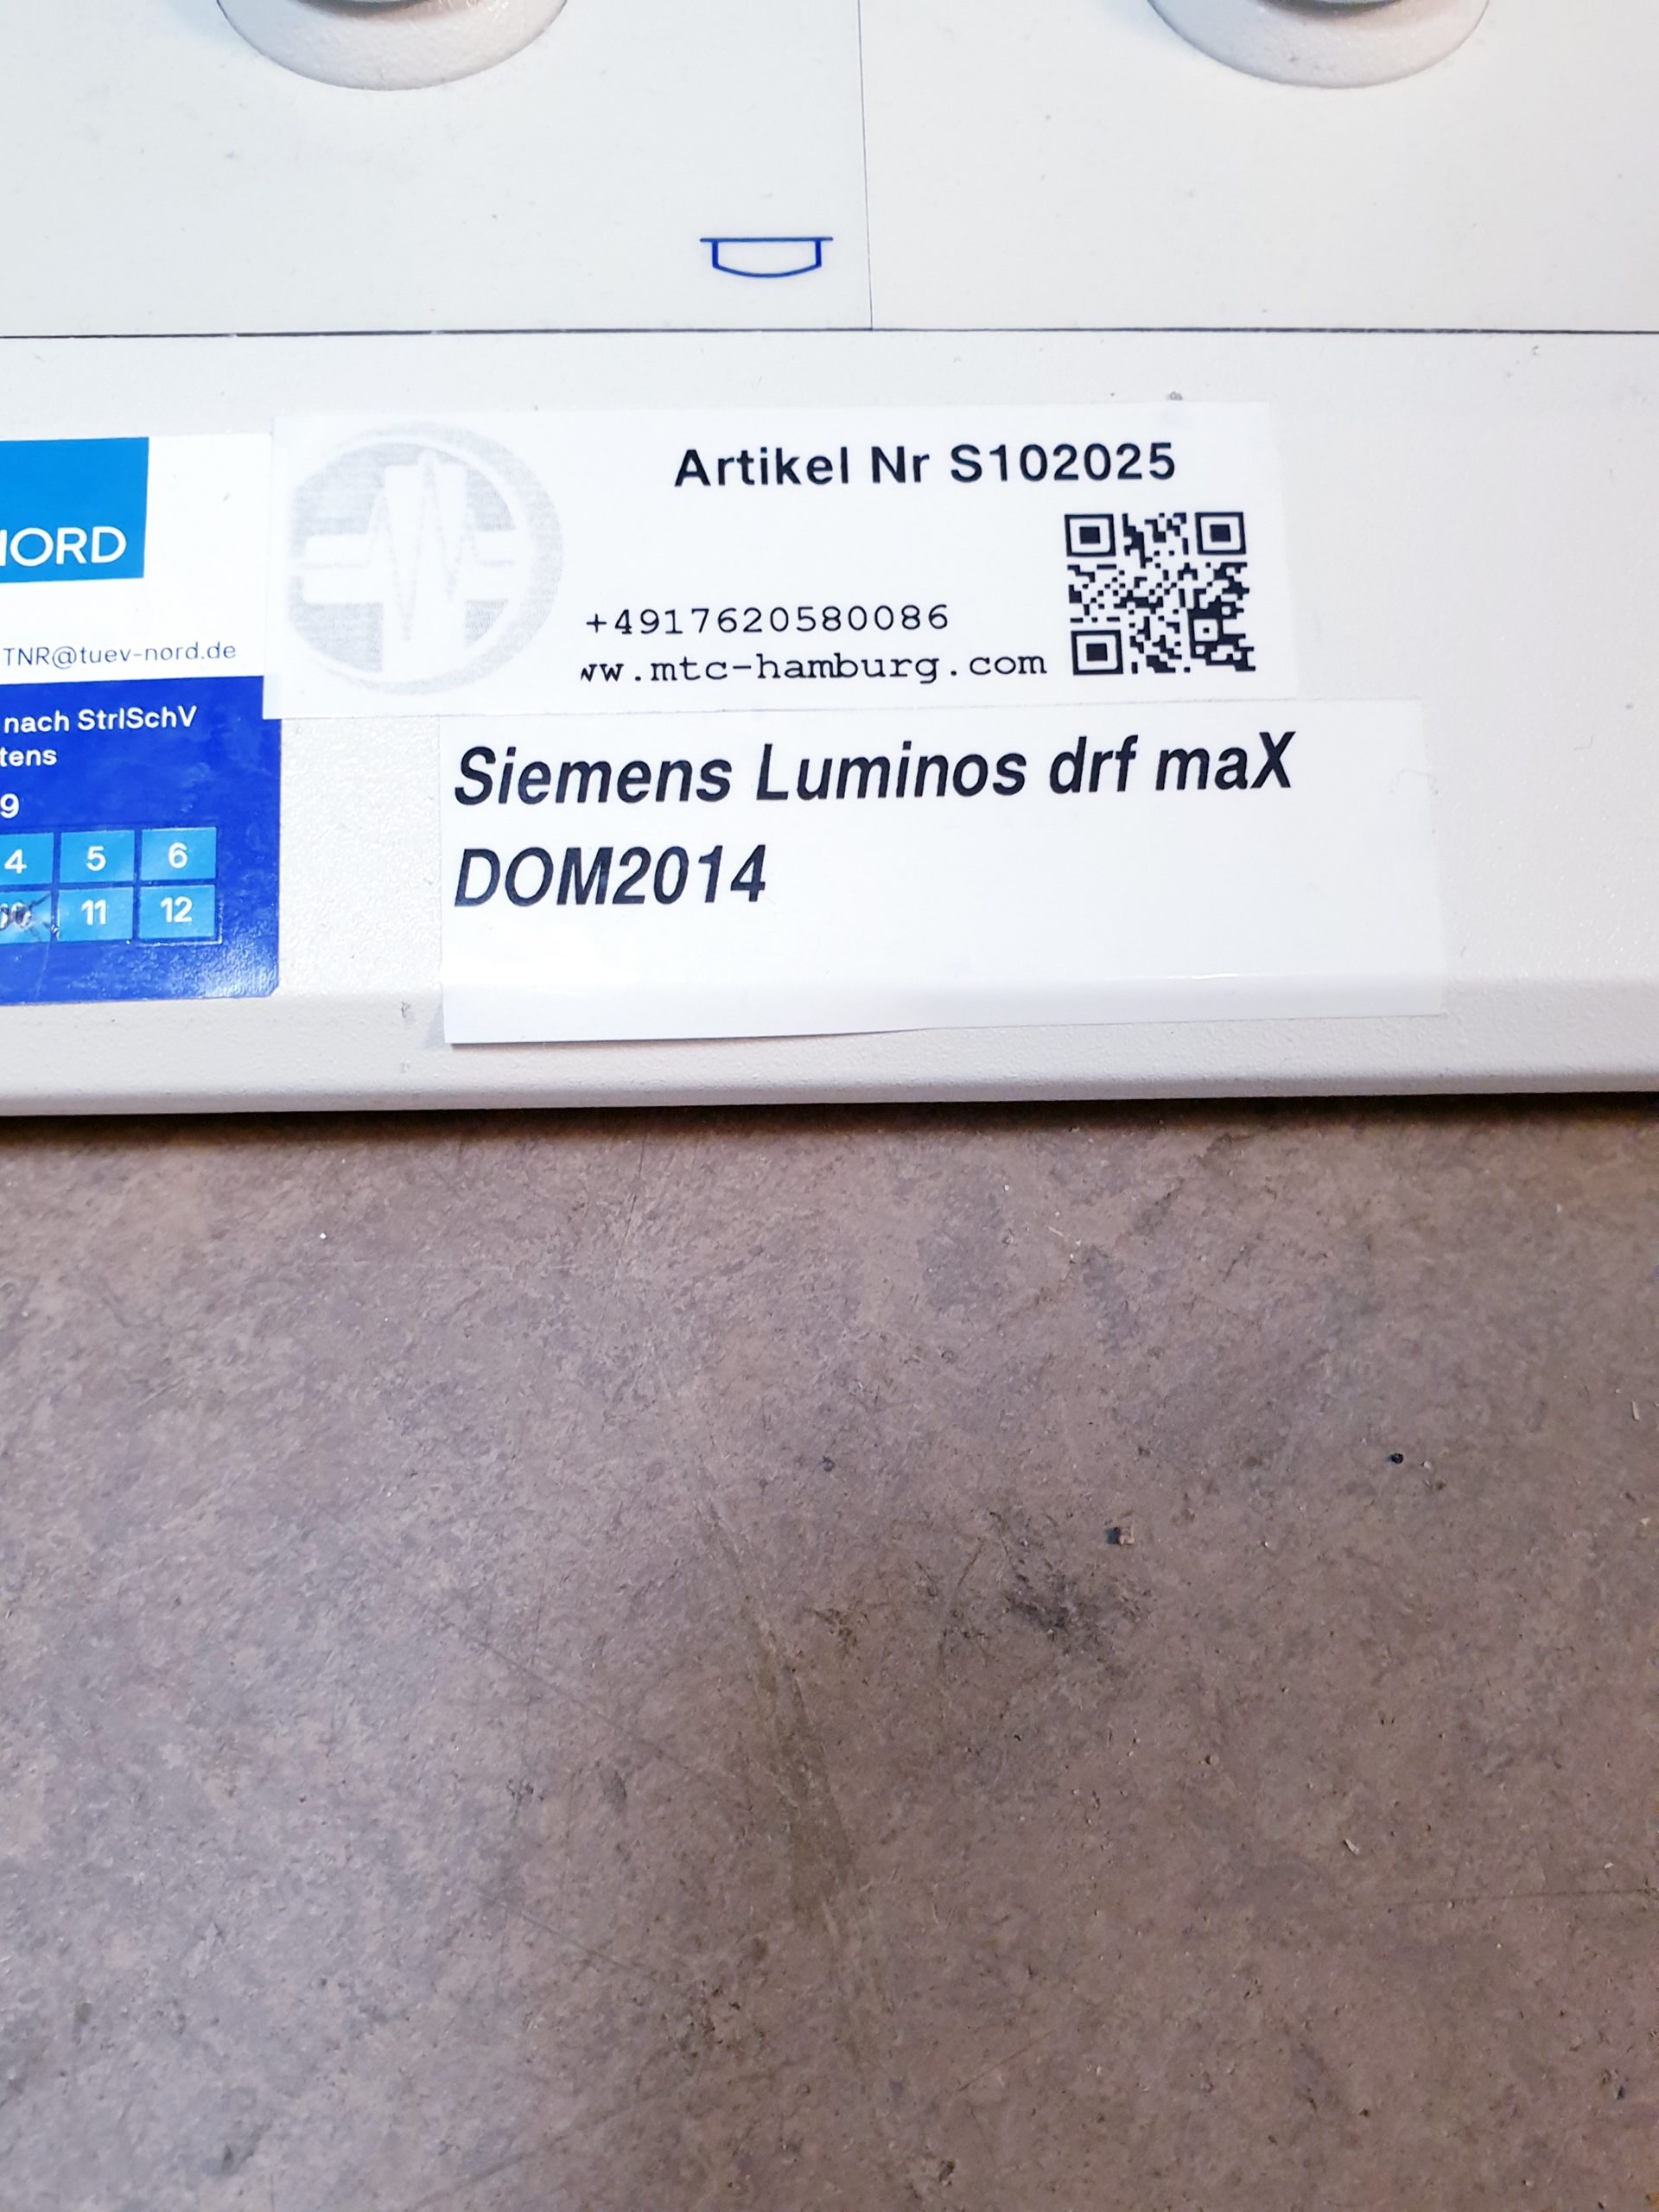 NORD
TNR@tuev-nord.de
nach StrlSchV
9
4 5 6
10 11 12
Artikel Nr S102025
+4917620580086
ww.mtc-hamburg.com
Siemens Luminos drf maX
DOM2014